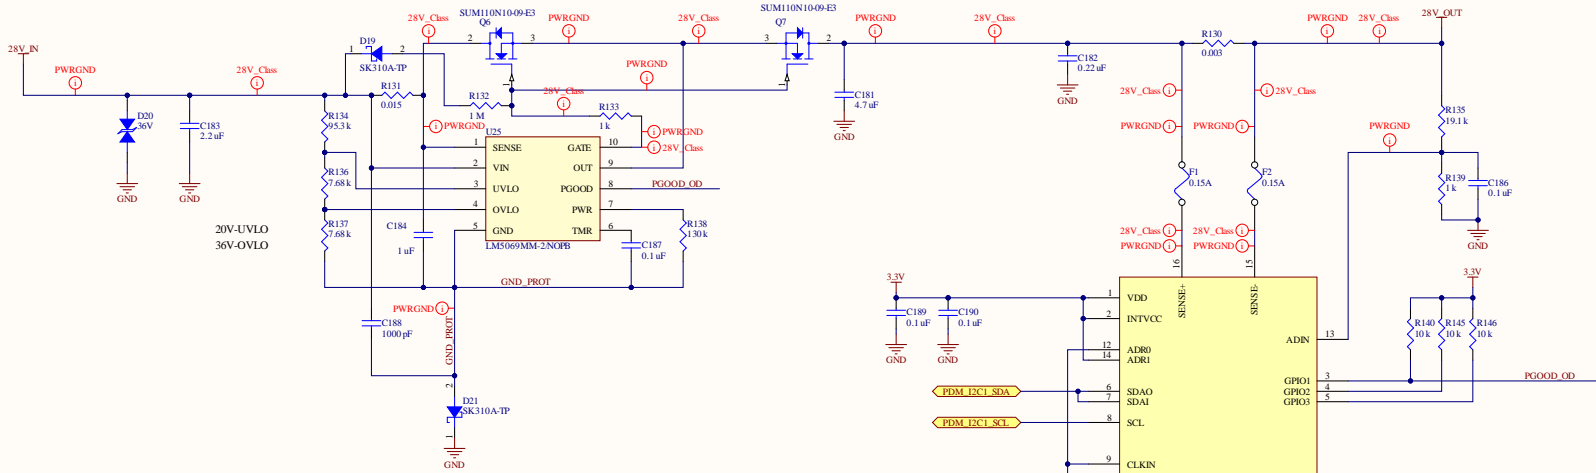 SUM110N10-09-E3
Q6
SUM110N10-09-E3
Q7
28V_Class
PWRGND
28V_Class
PWRGND
28V_Class
PWRGND
28V_Class
28V_OUT
28V_IN
D19
1
2
SK310A-TP
2
3
3
2
1
1
R130
0.003
PWRGND
28V_Class
PWRGND
C182
0.22 uF
GND
R131
0.015
R132
1 M
28V_Class
R133
1 k
C181
4.7 uF
GND
28V_Class
28V_Class
D20
36V
GND
C183
2.2 uF
GND
R134
95.3 k
R136
7.68 k
R137
7.68 k
PWRGND
PWRGND
28V_Class
PWRGND
PWRGND
PWRGND
R135
19.1 k
R139
1 k
C186
0.1 uF
GND
U25
1
SENSE
GATE
10
2
VIN
OUT
9
3
UVLO
PGOOD
8
PGOOD_OD
4
OVLO
PWR
7
5
GND
TMR
6
LM5069MM-2/NOPB
F1
0.15A
F2
0.15A
20V-UVLO
36V-OVLO
C184
1 uF
C187
0.1 uF
R138
130 k
28V_Class
PWRGND
28V_Class
PWRGND
16
15
GND_PROT
PWRGND
GND_PROT
C188
1000 pF
2
D21
SK310A-TP
1
GND
3.3V
C189
0.1 uF
GND
C190
0.1 uF
GND
3.3V
R140
10 k
R145
10 k
R146
10 k
SENSE+
SENSE-
1
VDD
2
INTVCC
12
ADR0
14
ADR1
ADIN
13
PDM_I2C1_SDA
6
SDAO
7
SDAI
PDM_I2C1_SCL
8
SCL
9
CLKIN
GPIO1
3
PGOOD_OD
GPIO2
4
GPIO3
5